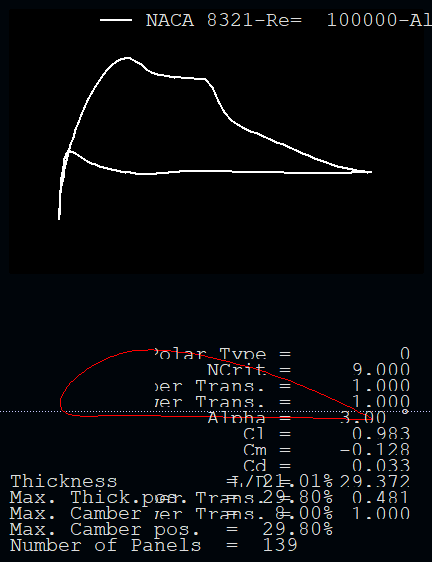 NACA 8321-Re=  100000-Al
Polar Type =  0
NCrit =  9.000
per Trans. =  1.000
wer Trans. =  1.000
Alpha =  3.00 °
Cl =  0.983
Cm =  -0.128
Cd =  0.033
L/D =  29.372
Thickness  =  21.01%
per Trans. =  0.481
Max. Thick.pos.  =  29.80%
wer Trans. =  1.000
Max. Camber  =  8.00%
Max. Camber pos.  =  29.80%
Number of Panels  =  139